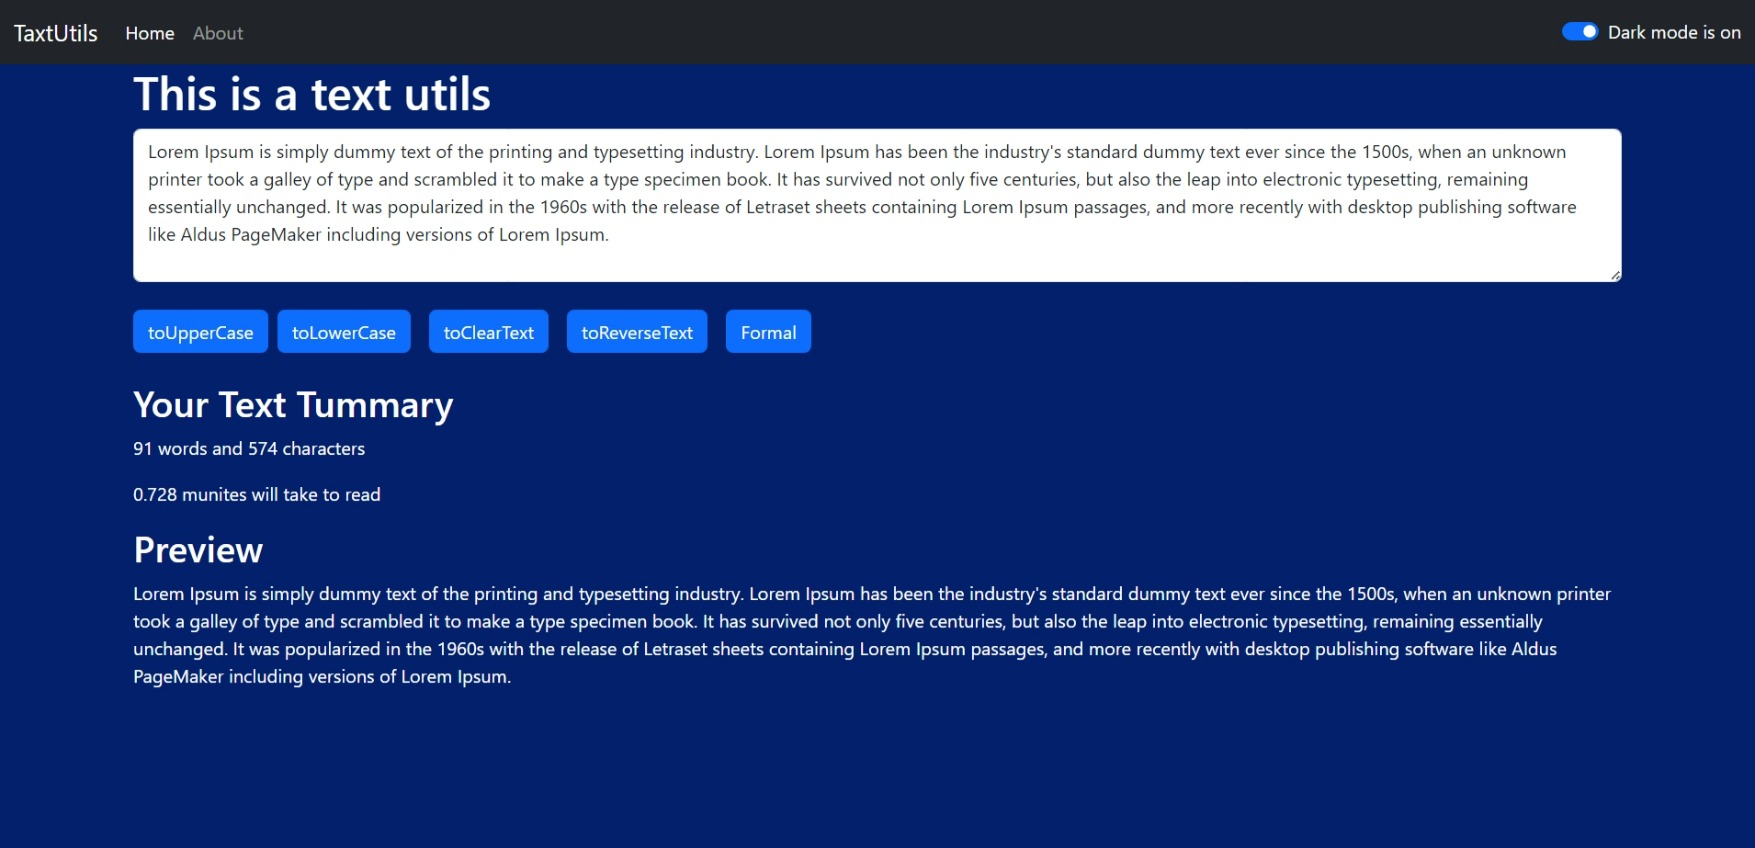 TaxtUtils Home About Dark mode is on
This is a text utils
Lorem Ipsum is simply dummy text of the printing and typesetting industry. Lorem Ipsum has been the industry's standard dummy text ever since the 1500s, when an unknown
printer took a galley of type and scrambled it to make a type specimen book. It has survived not only five centuries, but also the leap into electronic typesetting, remaining
essentially unchanged. It was popularized in the 1960s with the release of Letraset sheets containing Lorem Ipsum passages, and more recently with desktop publishing software
like Aldus PageMaker including versions of Lorem Ipsum.
toUpperCase toLowerCase toClearText toReverseText Formal
Your Text Tummary
91 words and 574 characters
0.728 munites will take to read
Preview
Lorem Ipsum is simply dummy text of the printing and typesetting industry. Lorem Ipsum has been the industry's standard dummy text ever since the 1500s, when an unknown printer
took a galley of type and scrambled it to make a type specimen book. It has survived not only five centuries, but also the leap into electronic typesetting, remaining essentially
unchanged. It was popularized in the 1960s with the release of Letraset sheets containing Lorem Ipsum passages, and more recently with desktop publishing software like Aldus
PageMaker including versions of Lorem Ipsum.